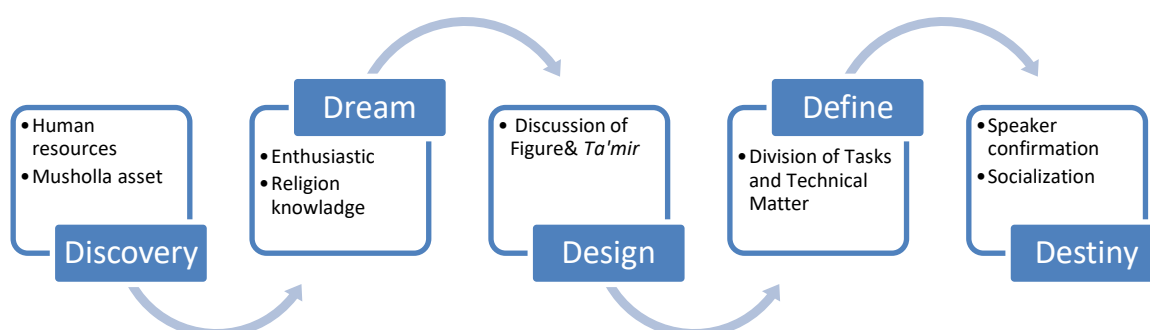 • Human
resources
• Musholla asset
Discovery
Dream
• Enthusiastic
• Religion
knowladge
• Discussion of
Figure& Ta'mir
Design
Define
• Division of Tasks
and Technical
Matter
• Speaker
confirmation
• Socialization
Destiny